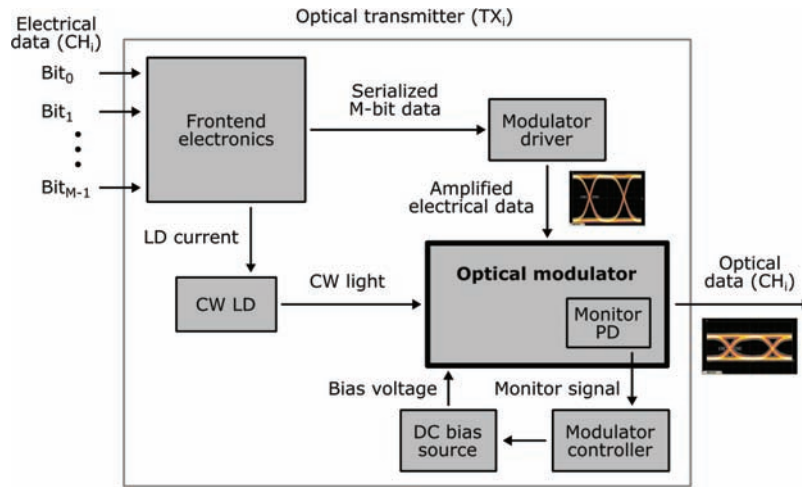 Optical transmitter (TXi)
Electrical
data (CHi)
Bit0
Bit1
BitM-1
Frontend
electronics
Serialized
M-bit data
Modulator
driver
Amplified
electrical data
LD current
CW LD
CW light
Optical modulator
Monitor
PD
Optical
data (CHi)
Bias voltage
Monitor signal
DC bias
source
Modulator
controller